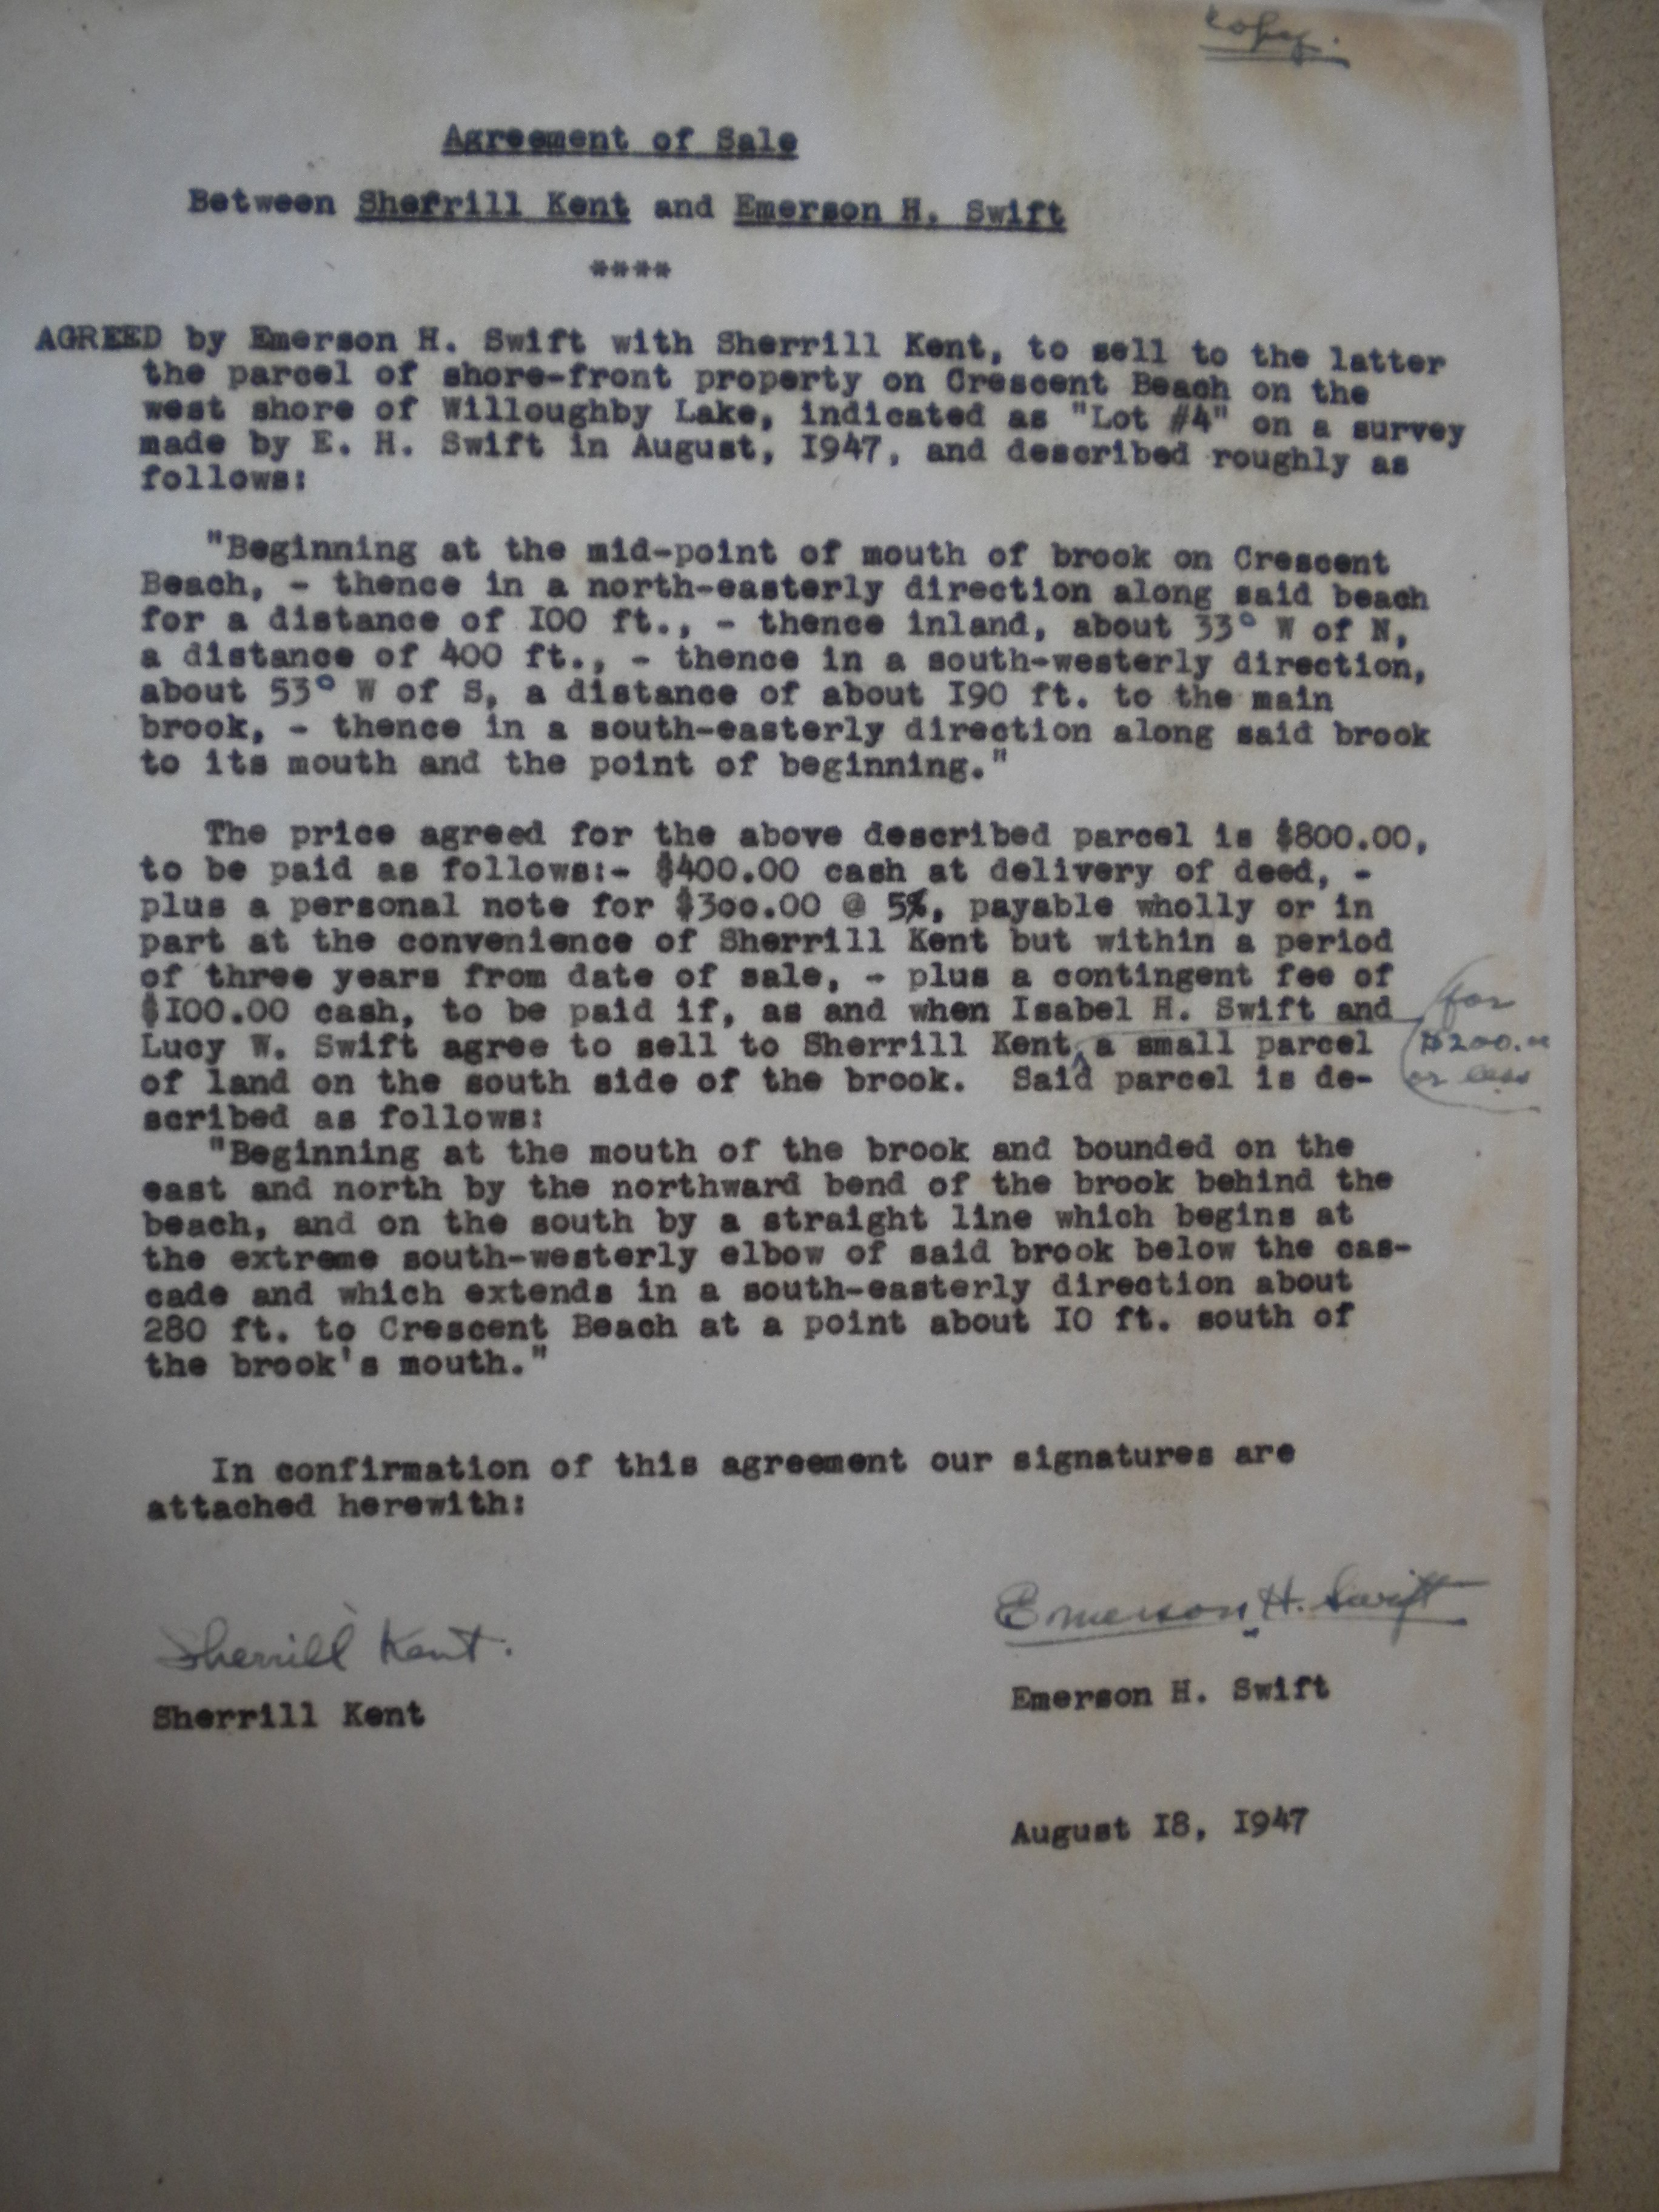 copy.
Agreement of Sale
Between Sherrill Kent and Emerson H. Swift
****
AGREED by Emerson H. Swift with Sherrill Kent, to sell to the latter
the parcel of shore-front property on Crescent Beach on the
west shore of Willoughby Lake, indicated as "Lot #4" on a survey
made by E. H. Swift in August, I947, and described roughly as
follows:
"Beginning at the mid-point of mouth of brook on Crescent
Beach, - thence in a north-easterly direction along said beach
for a distance of I00 ft., - thence inland, about 33° W of N,
a distance of 400 ft., - thence in a south-westerly direction,
about 53° W of S, a distance of about I90 ft. to the main
brook, - thence in a south-easterly direction along said brook
to its mouth and the point of beginning."
The price agreed for the above described parcel is $800.00,
to be paid as follows:- $400.00 cash at delivery of deed, -
plus a personal note for $3oo.00 @ 5%, payable wholly or in
part at the convenience of Sherrill Kent but within a period
of three years from date of sale, - plus a contingent fee of
$I00.00 cash, to be paid if, as and when Isabel H. Swift and
Lucy W. Swift agree to sell to Sherrill Kent, a small parcel
for
$200.00
or less
of land on the south side of the brook. Said parcel is de-
scribed as follows:
"Beginning at the mouth of the brook and bounded on the
east and north by the northward bend of the brook behind the
beach, and on the south by a straight line which begins at
the extreme south-westerly elbow of said brook below the cas-
cade and which extends in a south-easterly direction about
280 ft. to Crescent Beach at a point about I0 ft. south of
the brook's mouth."
In confirmation of this agreement our signatures are
attached herewith:
Emerson H. Swift
Sherrill Kent.
Emerson H. Swift
Sherrill Kent
August I8, I947